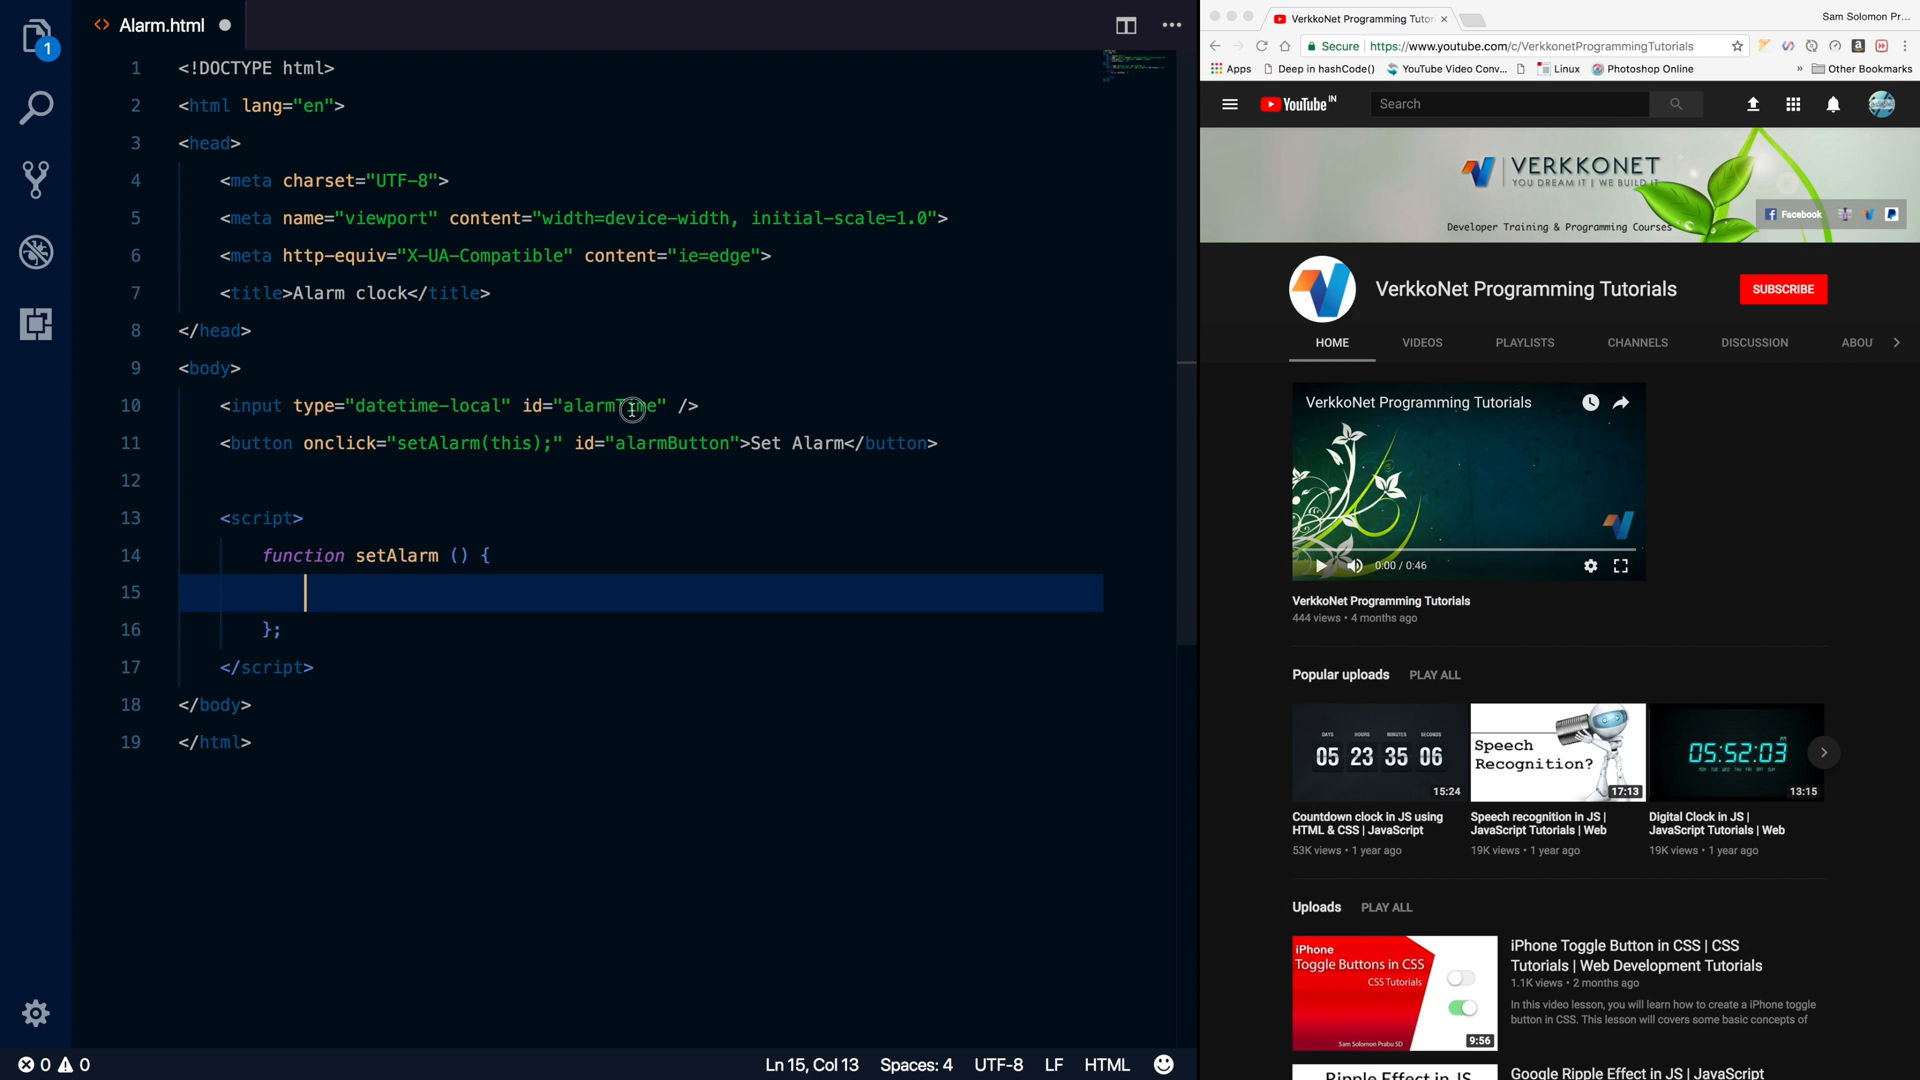 Alarm.html
1
1 <!DOCTYPE html>
2 <html lang="en">
3 <head>
4 <meta charset="UTF-8">
5 <meta name="viewport" content="width=device-width, initial-scale=1.0">
6 <meta http-equiv="X-UA-Compatible" content="ie=edge">
7 <title>Alarm clock</title>
8 </head>
9 <body>
10 <input type="datetime-local" id="alarmTime" />
11 <button onclick="setAlarm(this);" id="alarmButton">Set Alarm</button>
12
13 <script>
14 function setAlarm () {
15
16 };
17 </script>
18 </body>
19 </html>
0 0
Ln 15, Col 13 Spaces: 4 UTF-8 LF HTML
VerkkoNet Programming Tutor
Sam Solomon Pr...
Secure https://www.youtube.com/c/VerkkonetProgrammingTutorials
Apps Deep in hashCode() YouTube Video Conv... Linux Photoshop Online » Other Bookmarks
YouTube IN
Search
VERKKONET
YOU DREAM IT | WE BUILD IT
Facebook
Developer Training & Programming Courses
VerkkoNet Programming Tutorials
SUBSCRIBE
HOME VIDEOS PLAYLISTS CHANNELS DISCUSSION ABOU
VerkkoNet Programming Tutorials
0:00 / 0:46
VerkkoNet Programming Tutorials
444 views • 4 months ago
Popular uploads PLAY ALL
DAYS HOURS MINUTES SECONDS
05 23 35 06
15:24
Speech
Recognition?
17:13
05:52:03
13:15
Countdown clock in JS using
HTML & CSS | JavaScript
53K views • 1 year ago
Speech recognition in JS |
JavaScript Tutorials | Web
19K views • 1 year ago
Digital Clock in JS |
JavaScript Tutorials | Web
19K views • 1 year ago
Uploads PLAY ALL
iPhone
Toggle Buttons in CSS
CSS Tutorials
Sam Solomon Prabu SD
9:56
iPhone Toggle Button in CSS | CSS
Tutorials | Web Development Tutorials
1.1K views • 2 months ago
In this video lesson, you will learn how to create a iPhone toggle
button in CSS. This lesson will covers some basic concepts of
Ripple Effect in JS
Google Ripple Effect in JS | JavaScript